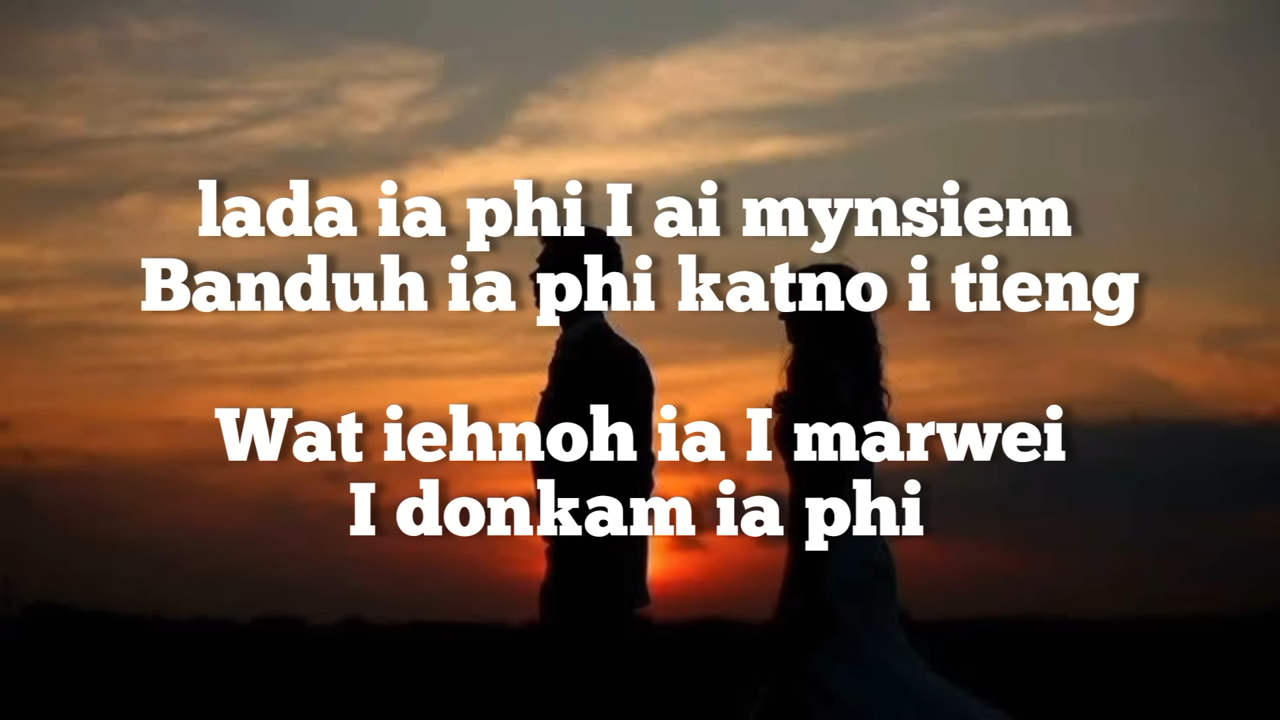 lada ia phi I ai mynsiem
Banduh ia phi katno i tieng
Wat iehnoh ia I marwei
I donkam ia phi